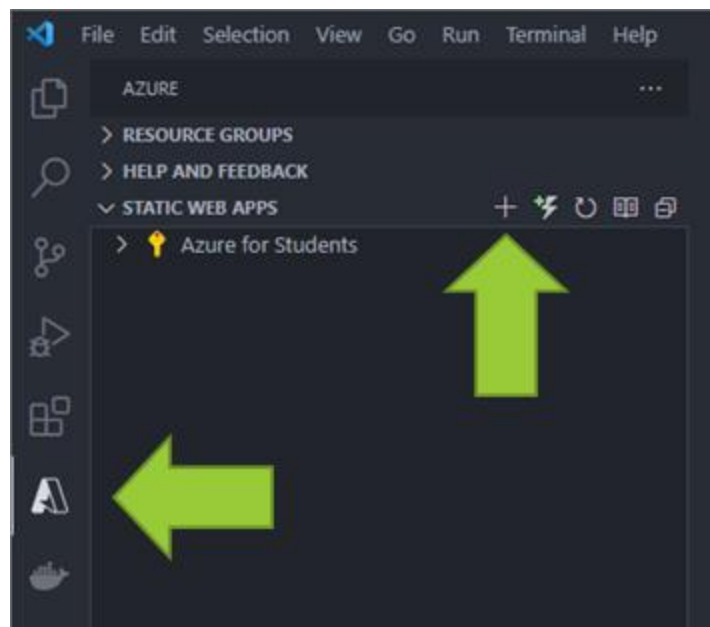 File Edit Selection View Go Run Terminal Help
AZURE
RESOURCE GROUPS
HELP AND FEEDBACK
STATIC WEB APPS
Azure for Students